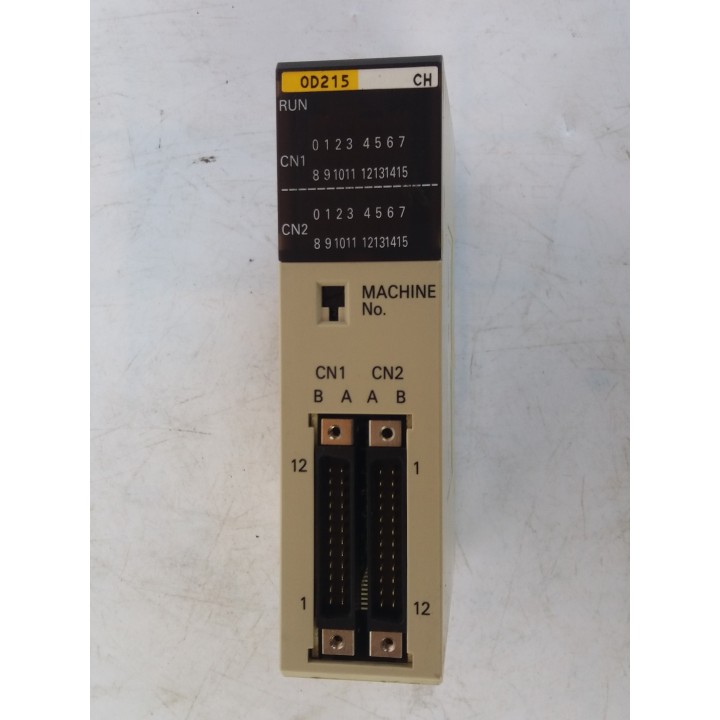 OD215 CH
RUN
0 1 2 3 4 5 6 7
CN1
8 9 10 11 12 13 14 15
0 1 2 3 4 5 6 7
CN2
8 9 10 11 12 13 14 15
MACHINE
No.
CN1 CN2
B A A B
12 1
1 12